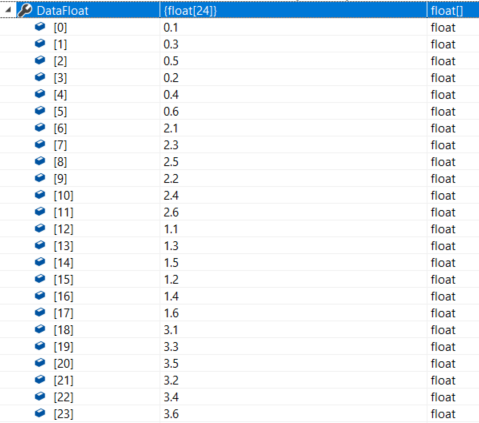 DataFloat {float[24]} float[]
[0] 0.1 float
[1] 0.3 float
[2] 0.5 float
[3] 0.2 float
[4] 0.4 float
[5] 0.6 float
[6] 2.1 float
[7] 2.3 float
[8] 2.5 float
[9] 2.2 float
[10] 2.4 float
[11] 2.6 float
[12] 1.1 float
[13] 1.3 float
[14] 1.5 float
[15] 1.2 float
[16] 1.4 float
[17] 1.6 float
[18] 3.1 float
[19] 3.3 float
[20] 3.5 float
[21] 3.2 float
[22] 3.4 float
[23] 3.6 float